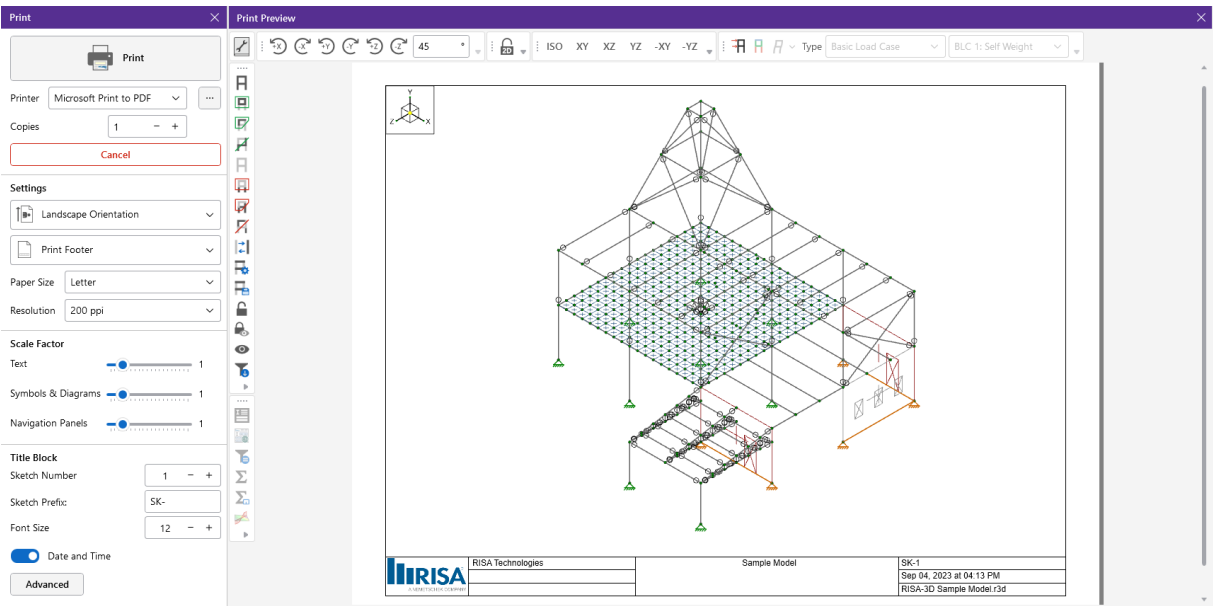 Print
Print
Printer
Microsoft Print to PDF
...
Copies
1
Cancel
Settings
Landscape Orientation
Print Footer
Paper Size
Letter
Resolution
200 ppi
Scale Factor
Text
1
Symbols & Diagrams
1
Navigation Panels
1
Title Block
Sketch Number
1
Sketch Prefix:
SK-
Font Size
12
Date and Time
Advanced
Print Preview
+X -X +Y -Y +Z -Z
45 °
2D
ISO XY XZ YZ -XY -YZ
Type
Basic Load Case
BLC 1: Self Weight
Y
Z X
RISA
A NEMETSCHEK COMPANY
RISA Technologies
Sample Model
SK-1
Sep 04, 2023 at 04:13 PM
RISA-3D Sample Model.r3d